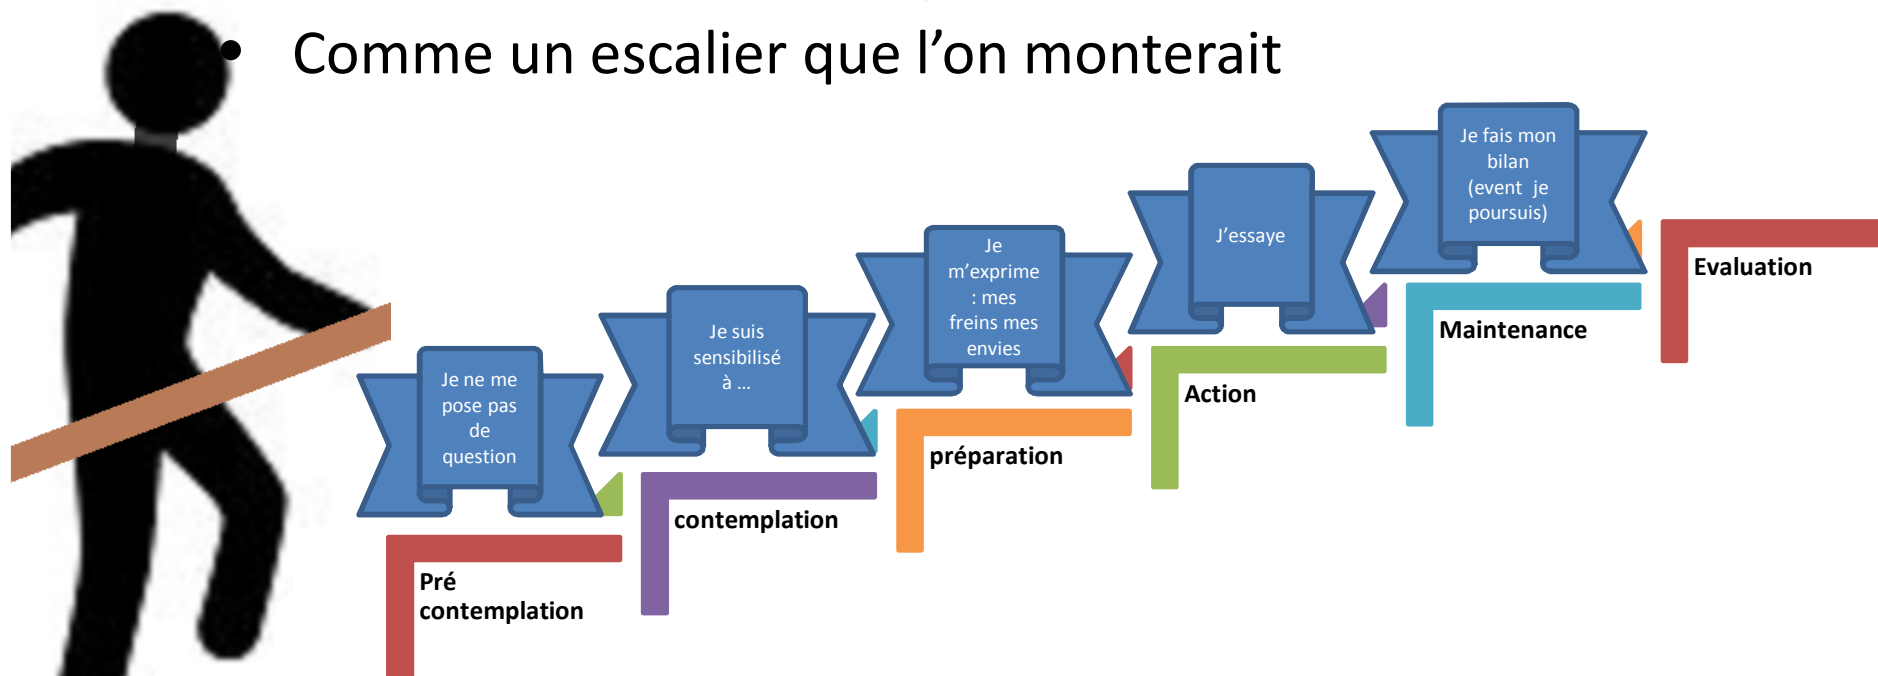 • Comme un escalier que l’on monterait
Je ne me
pose pas
de
question
Pré
contemplation
Je suis
sensibilisé
à ...
contemplation
Je
m’exprime
: mes
freins mes
envies
préparation
J’essaye
Action
Je fais mon
bilan
(event je
poursuis)
Maintenance
Evaluation